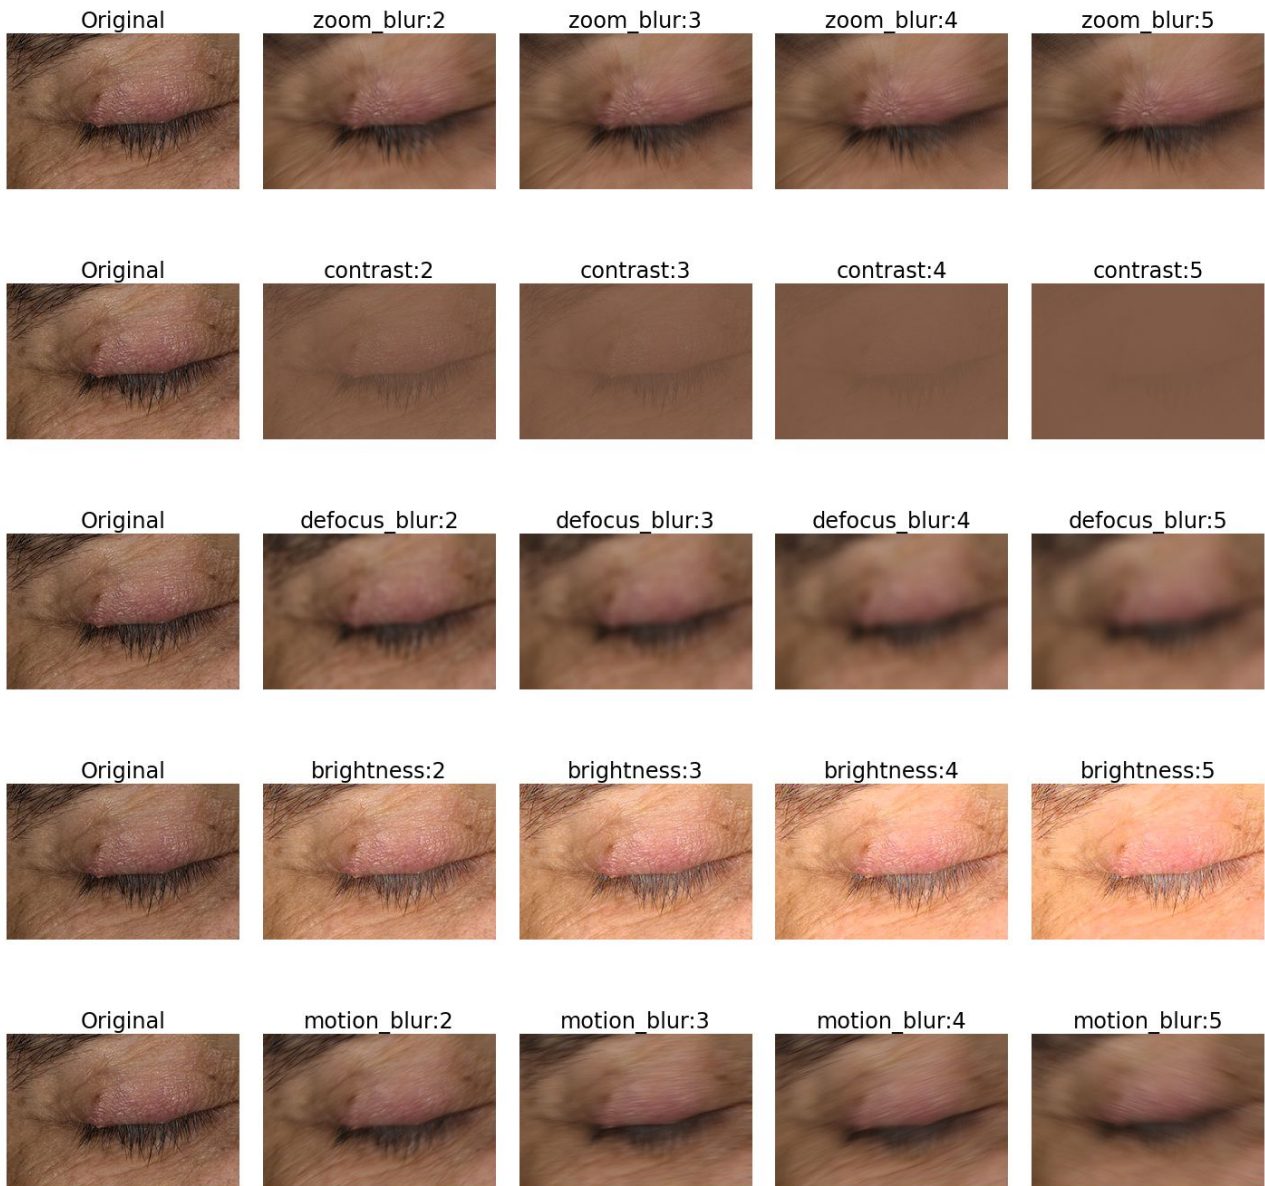 Original zoom_blur:2 zoom_blur:3 zoom_blur:4 zoom_blur:5
Original contrast:2 contrast:3 contrast:4 contrast:5
Original defocus_blur:2 defocus_blur:3 defocus_blur:4 defocus_blur:5
Original brightness:2 brightness:3 brightness:4 brightness:5
Original motion_blur:2 motion_blur:3 motion_blur:4 motion_blur:5